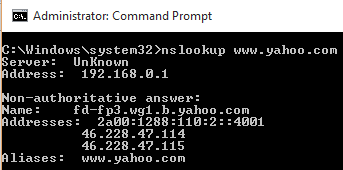 Administrator: Command Prompt
C:\Windows\system32>nslookup www.yahoo.com
Server:  UnKnown
Address:  192.168.0.1
Non-authoritative answer:
Name:    fd-fp3.wg1.b.yahoo.com
Addresses:  2a00:1288:110:2::4001
46.228.47.114
46.228.47.115
Aliases:  www.yahoo.com